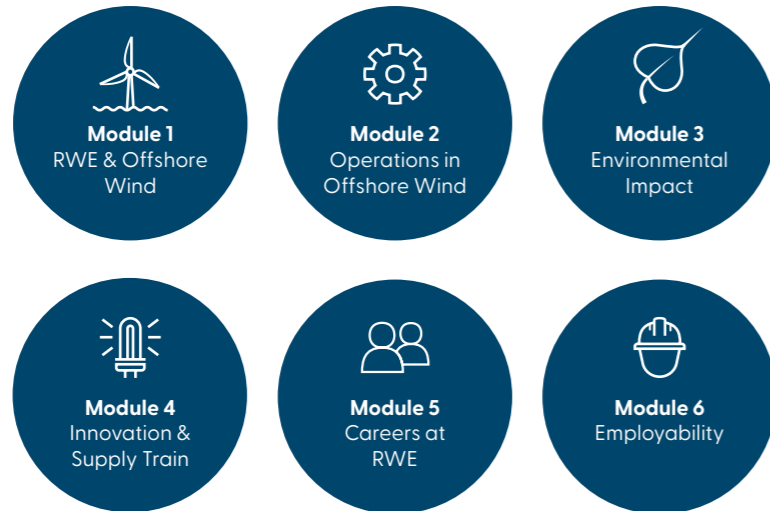 Module 1
RWE & Offshore
Wind
Module 2
Operations in
Offshore Wind
Module 3
Environmental
Impact
Module 4
Innovation &
Supply Train
Module 5
Careers at
RWE
Module 6
Employability